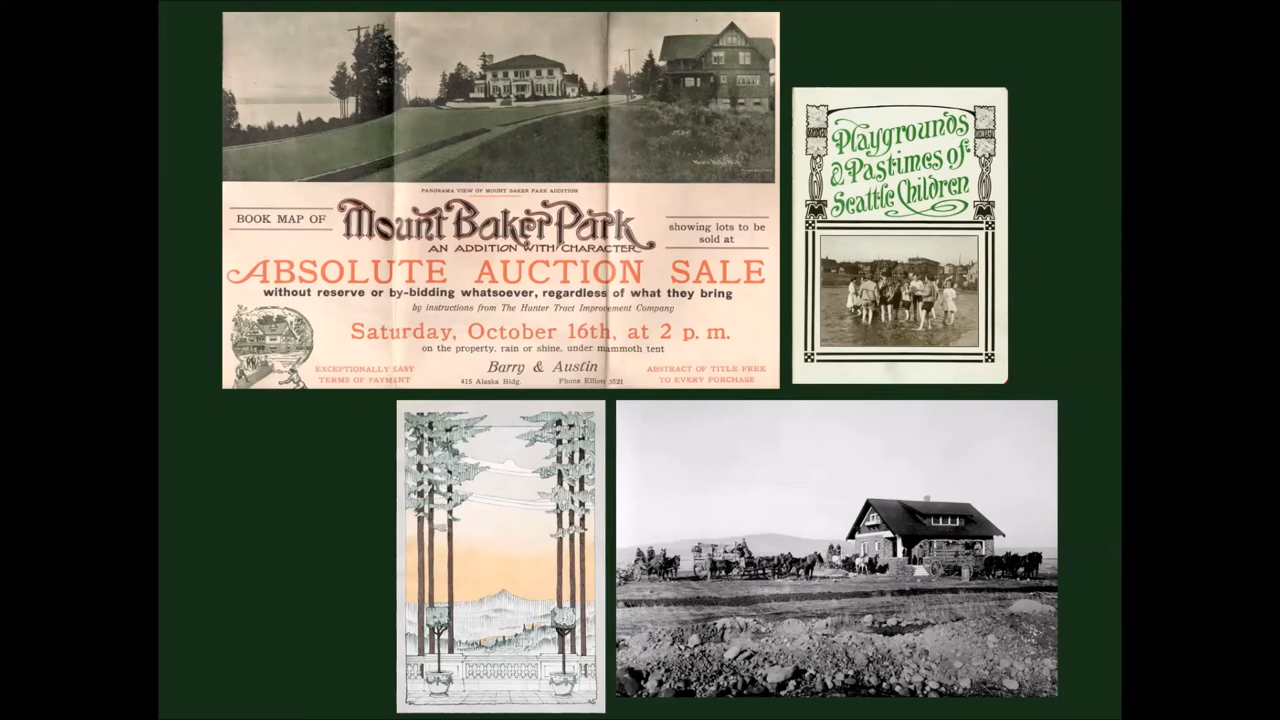 PANORAMA VIEW OF MOUNT BAKER PARK ADDITION
BOOK MAP OF
Mount Baker Park
AN ADDITION WITH CHARACTER
showing lots to be
sold at
ABSOLUTE AUCTION SALE
without reserve or by-bidding whatsoever, regardless of what they bring
by instructions from The Hunter Tract Improvement Company
Saturday, October 16th, at 2 p. m.
on the property, rain or shine, under mammoth tent
EXCEPTIONALLY EASY
TERMS OF PAYMENT
Barry & Austin
415 Alaska Bldg. Phone Elliott 3521
ABSTRACT OF TITLE FREE
TO EVERY PURCHASE
Playgrounds
& Pastimes of
Seattle Children